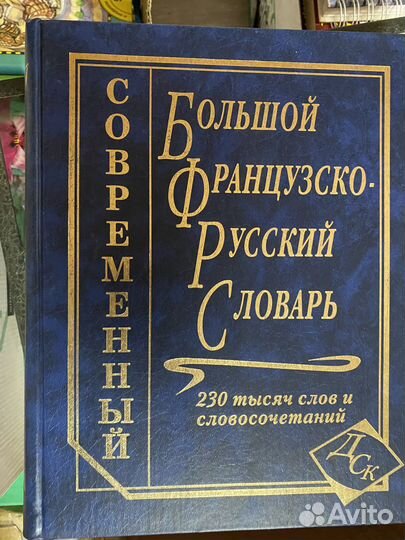 СОВРЕМЕННЫЙ
БОЛЬШОЙ
ФРАНЦУЗСКО-
РУССКИЙ
СЛОВАРЬ
230 тысяч слов и
словосочетаний
ДСК
Avito